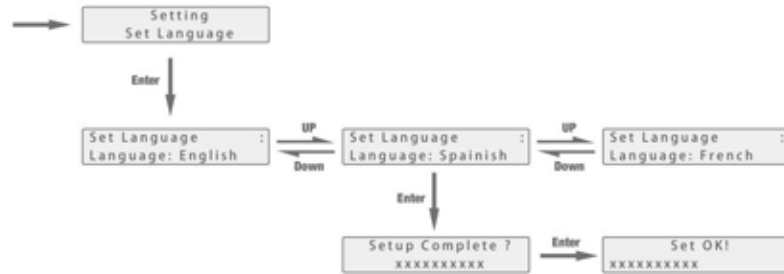 Setting
Set Language
Enter
Set Language :
Language: English
UP
Down
Set Language :
Language: Spainish
UP
Down
Set Language :
Language: French
Enter
Setup Complete ?
xxxxxxxxxx
Enter
Set OK!
xxxxxxxxxx